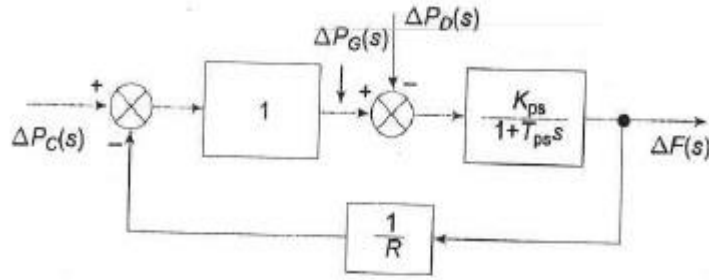 ΔP_D(s)
ΔP_G(s)
+
−
1
+
−
K_ps
1+T_ps s
ΔP_C(s)
ΔF(s)
1
R